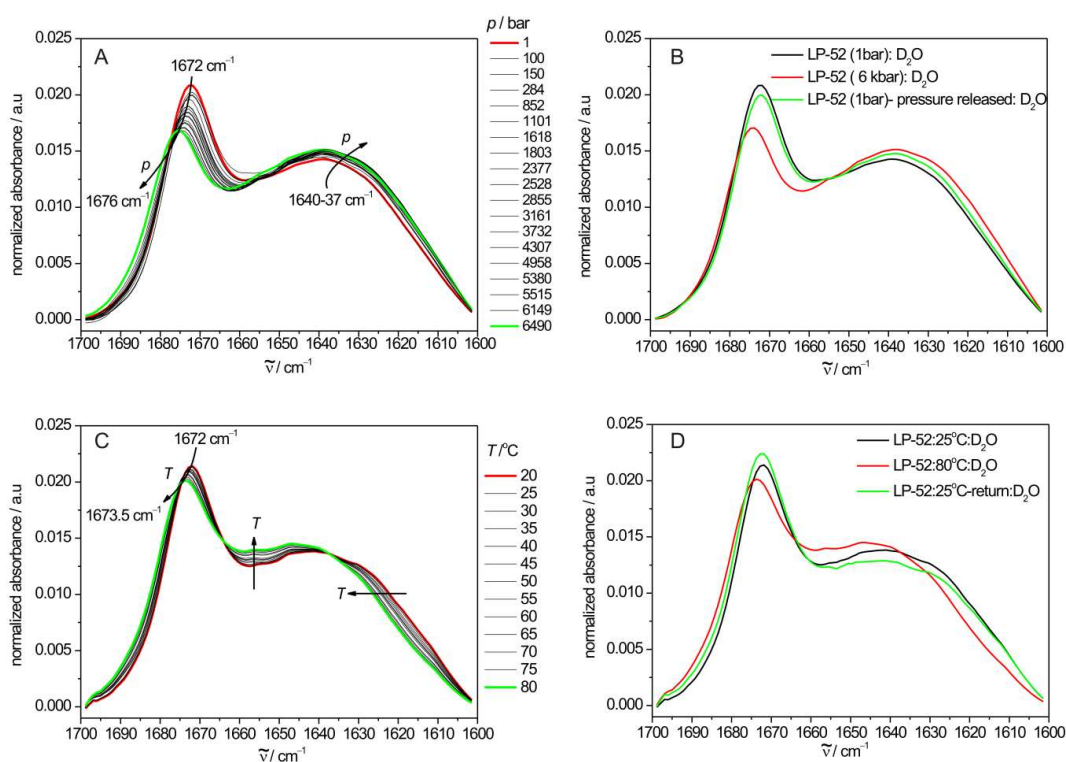 A
p / bar
1
100
150
284
852
1101
1618
1803
2377
2528
2855
3161
3732
4307
4958
5380
5515
6149
6490
1672 cm⁻¹
p
1676 cm⁻¹
p
1640-37 cm⁻¹
normalized absorbance / a.u
0.025
0.020
0.015
0.010
0.005
0.000
1700 1690 1680 1670 1660 1650 1640 1630 1620 1610 1600
ṽ / cm⁻¹
B
LP-52 (1bar): D₂O
LP-52 ( 6 kbar): D₂O
LP-52 (1bar)- pressure released: D₂O
normalized absorbance / a.u
0.025
0.020
0.015
0.010
0.005
0.000
1700 1690 1680 1670 1660 1650 1640 1630 1620 1610 1600
ṽ / cm⁻¹
C
T /°C
20
25
30
35
40
45
50
55
60
65
70
75
80
1672 cm⁻¹
T
1673.5 cm⁻¹
T
T
normalized absorbance / a.u
0.025
0.020
0.015
0.010
0.005
0.000
1700 1690 1680 1670 1660 1650 1640 1630 1620 1610 1600
ṽ / cm⁻¹
D
LP-52:25°C:D₂O
LP-52:80°C:D₂O
LP-52:25°C-return:D₂O
normalized absorbance / a.u
0.025
0.020
0.015
0.010
0.005
0.000
1700 1690 1680 1670 1660 1650 1640 1630 1620 1610 1600
ṽ / cm⁻¹